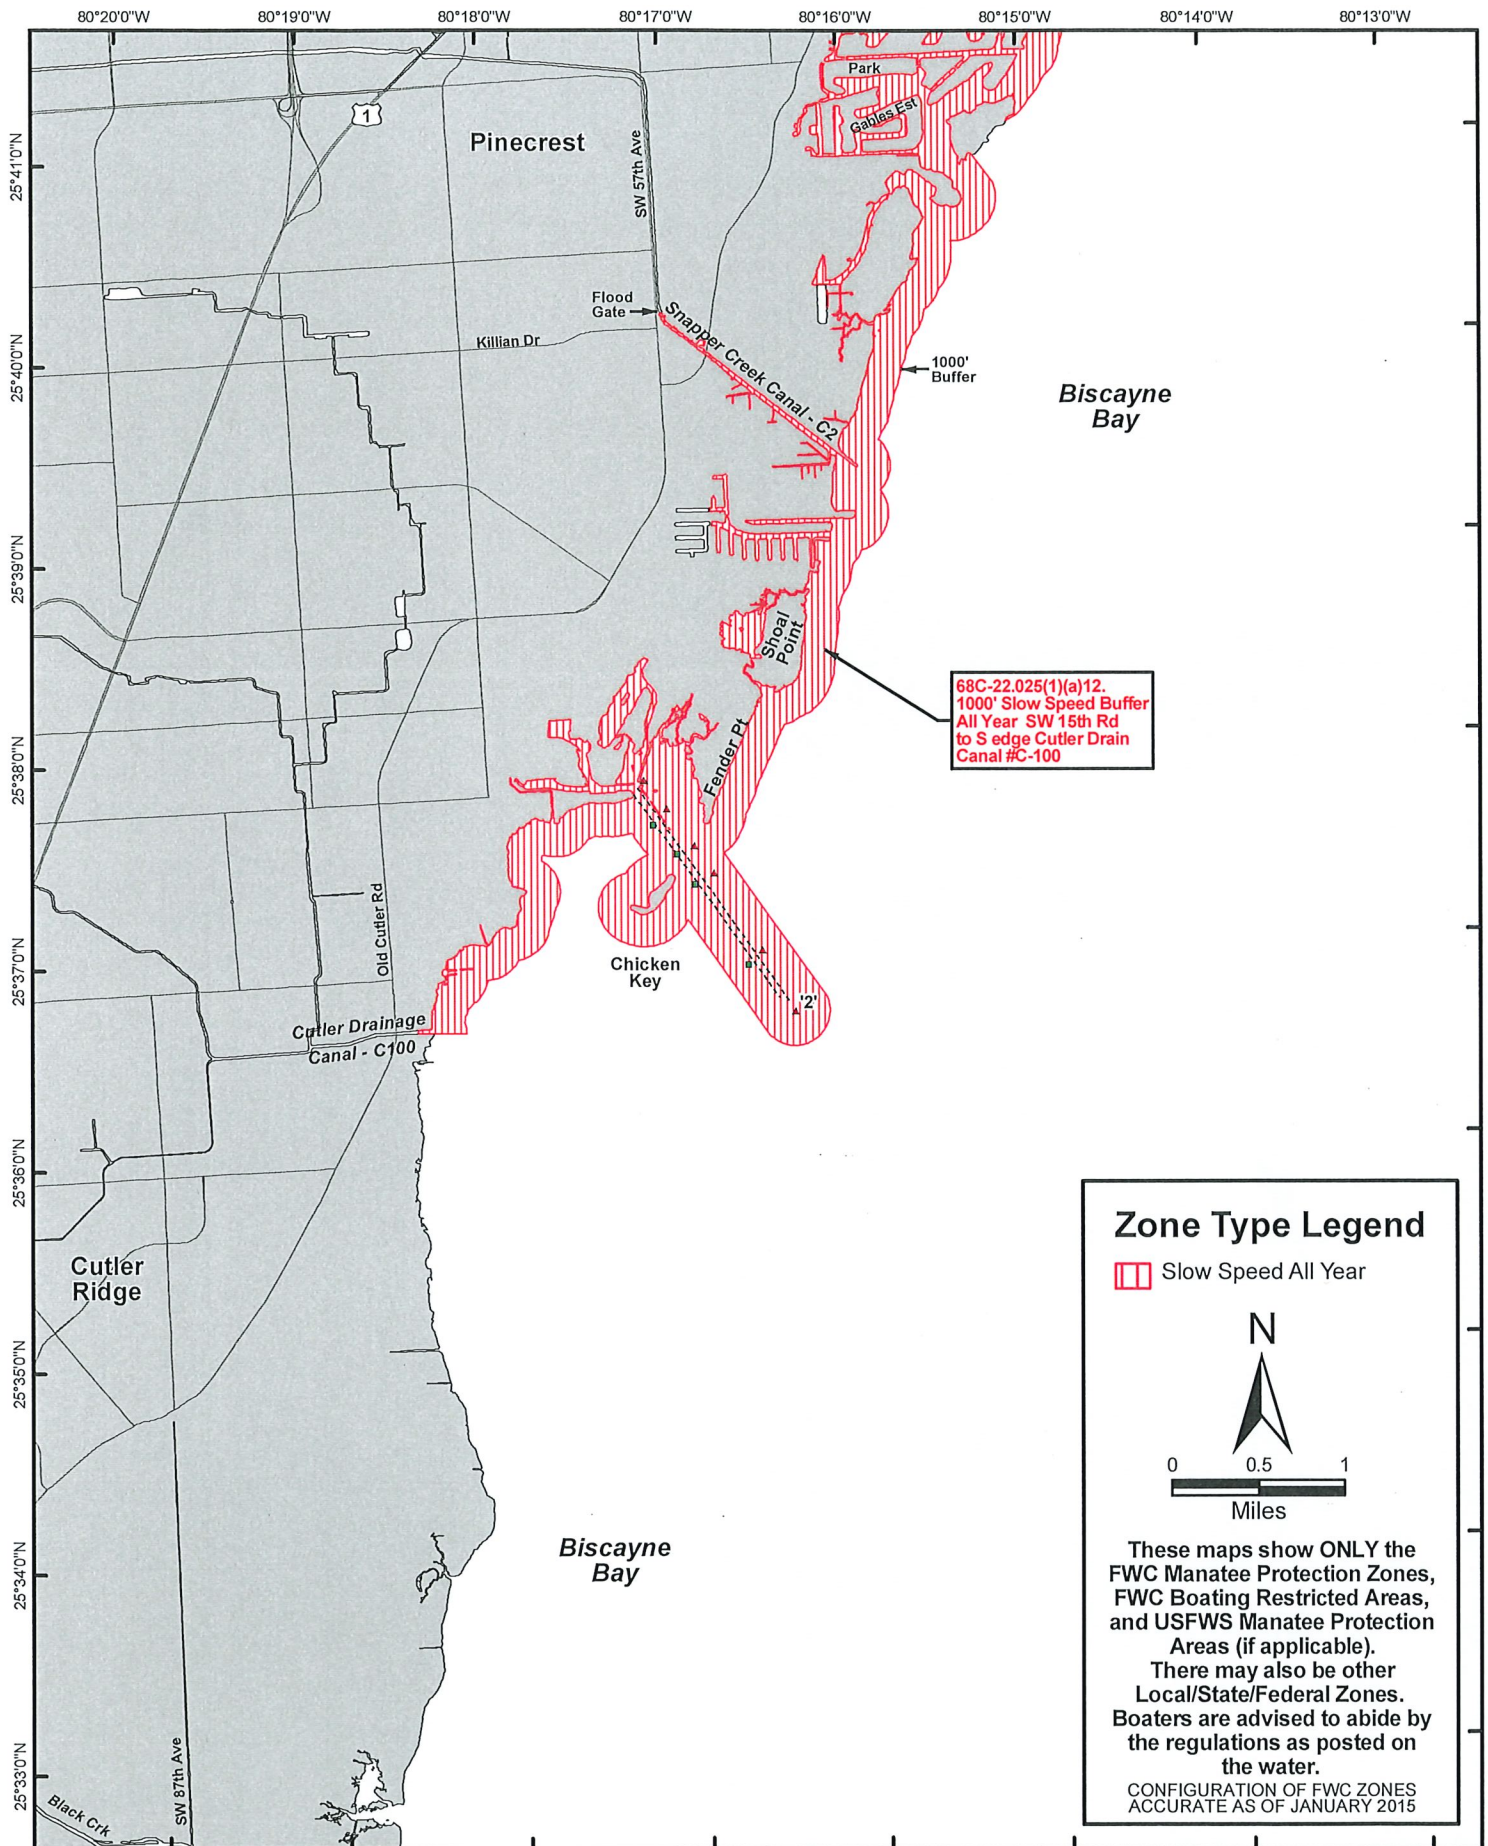 80°20'0"W
80°19'0"W
80°18'0"W
80°17'0"W
80°16'0"W
80°15'0"W
80°14'0"W
80°13'0"W
25°41'0"N
25°40'0"N
25°39'0"N
25°38'0"N
25°37'0"N
25°36'0"N
25°35'0"N
25°34'0"N
25°33'0"N
1
Pinecrest
SW 57th Ave
Park
Gables Est
Flood
Gate
Snapper Creek Canal - C2
Killian Dr
1000'
Buffer
Biscayne
Bay
Shoal
Point
68C-22.025(1)(a)12.
1000' Slow Speed Buffer
All Year SW 15th Rd
to S edge Cutler Drain
Canal #C-100
Fender Pt
Old Cutler Rd
Chicken
Key
'2'
Cutler Drainage
Canal - C100
Cutler
Ridge
Biscayne
Bay
SW 87th Ave
Black Crk
Zone Type Legend
Slow Speed All Year
N
0 0.5 1
Miles
These maps show ONLY the
FWC Manatee Protection Zones,
FWC Boating Restricted Areas,
and USFWS Manatee Protection
Areas (if applicable).
There may also be other
Local/State/Federal Zones.
Boaters are advised to abide by
the regulations as posted on
the water.
CONFIGURATION OF FWC ZONES
ACCURATE AS OF JANUARY 2015